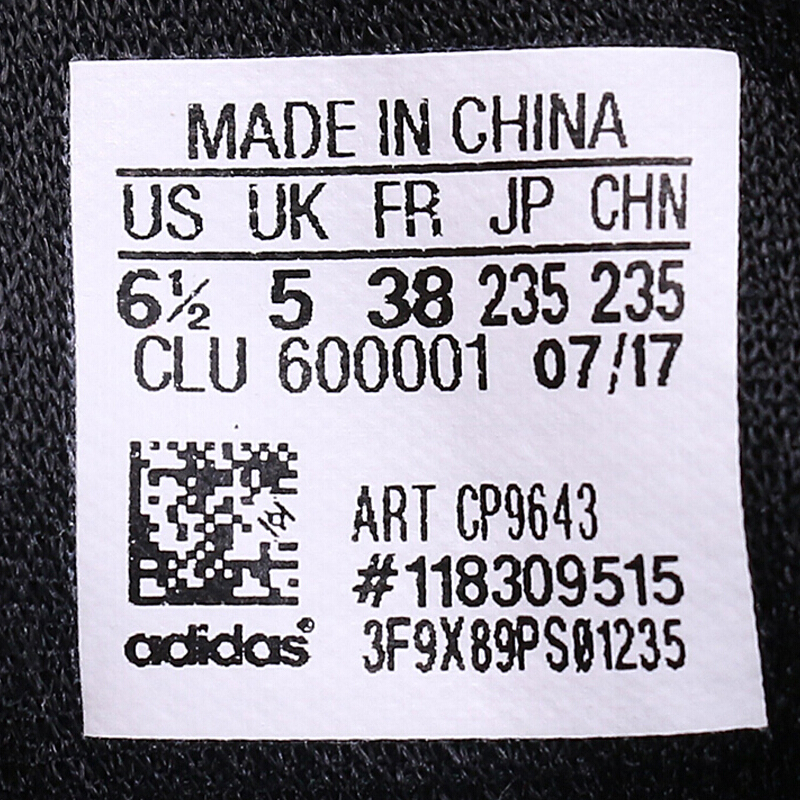 MADE IN CHINA
US UK FR JP CHN
6½ 5 38 235 235
CLU 600001 07/17
ART CP9643
#118309515
adidas® 3F9X89PS01235